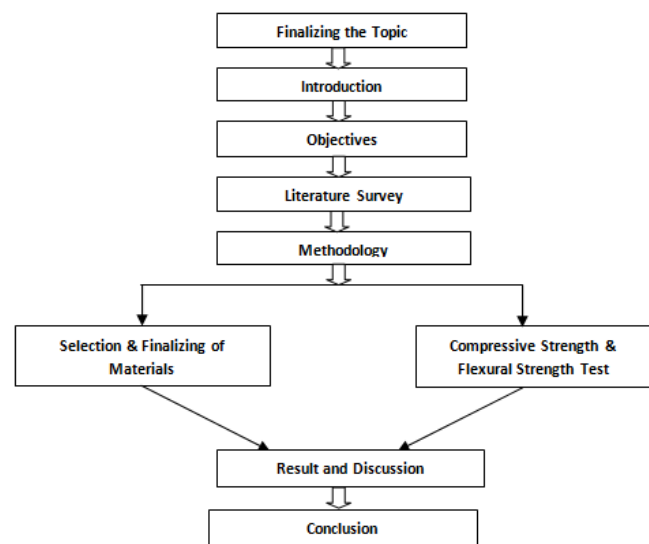 Finalizing the Topic
Introduction
Objectives
Literature Survey
Methodology
Selection & Finalizing of
Materials
Compressive Strength &
Flexural Strength Test
Result and Discussion
Conclusion